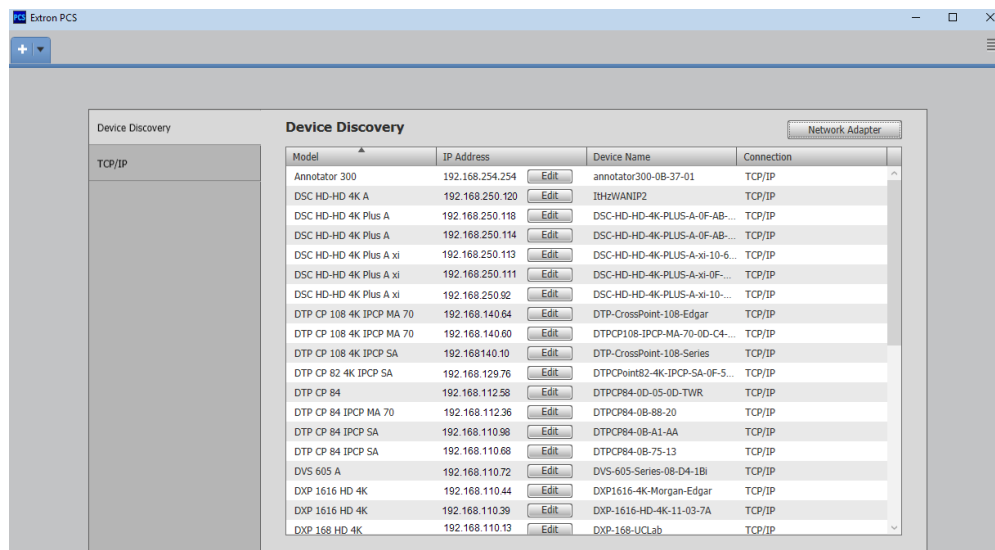 PCS Extron PCS
Device Discovery
TCP/IP
Device Discovery
Network Adapter
Model IP Address Device Name Connection
Annotator 300 192.168.254.254 Edit annotator300-0B-37-01 TCP/IP
DSC HD-HD 4K A 192.168.250.120 Edit ItHzWANIP2 TCP/IP
DSC HD-HD 4K Plus A 192.168.250.118 Edit DSC-HD-HD-4K-PLUS-A-0F-AB-... TCP/IP
DSC HD-HD 4K Plus A 192.168.250.114 Edit DSC-HD-HD-4K-PLUS-A-0F-AB-... TCP/IP
DSC HD-HD 4K Plus A xi 192.168.250.113 Edit DSC-HD-HD-4K-PLUS-A-xi-10-6... TCP/IP
DSC HD-HD 4K Plus A xi 192.168.250.111 Edit DSC-HD-HD-4K-PLUS-A-xi-0F-... TCP/IP
DSC HD-HD 4K Plus A xi 192.168.250.92 Edit DSC-HD-HD-4K-PLUS-A-xi-10-... TCP/IP
DTP CP 108 4K IPCP MA 70 192.168.140.64 Edit DTP-CrossPoint-108-Edgar TCP/IP
DTP CP 108 4K IPCP MA 70 192.168.140.60 Edit DTPCP108-IPCP-MA-70-0D-C4-... TCP/IP
DTP CP 108 4K IPCP SA 192.168140.10 Edit DTP-CrossPoint-108-Series TCP/IP
DTP CP 82 4K IPCP SA 192.168.129.76 Edit DTPCPoint82-4K-IPCP-SA-0F-5... TCP/IP
DTP CP 84 192.168.112.58 Edit DTPCP84-0D-05-0D-TWR TCP/IP
DTP CP 84 IPCP MA 70 192.168.112.36 Edit DTPCP84-0B-88-20 TCP/IP
DTP CP 84 IPCP SA 192.168.110.98 Edit DTPCP84-0B-A1-AA TCP/IP
DTP CP 84 IPCP SA 192.168.110.68 Edit DTPCP84-0B-75-13 TCP/IP
DVS 605 A 192.168.110.72 Edit DVS-605-Series-08-D4-1Bi TCP/IP
DXP 1616 HD 4K 192.168.110.44 Edit DXP1616-4K-Morgan-Edgar TCP/IP
DXP 1616 HD 4K 192.168.110.39 Edit DXP-1616-HD-4K-11-03-7A TCP/IP
DXP 168 HD 4K 192.168.110.13 Edit DXP-168-UCLab TCP/IP